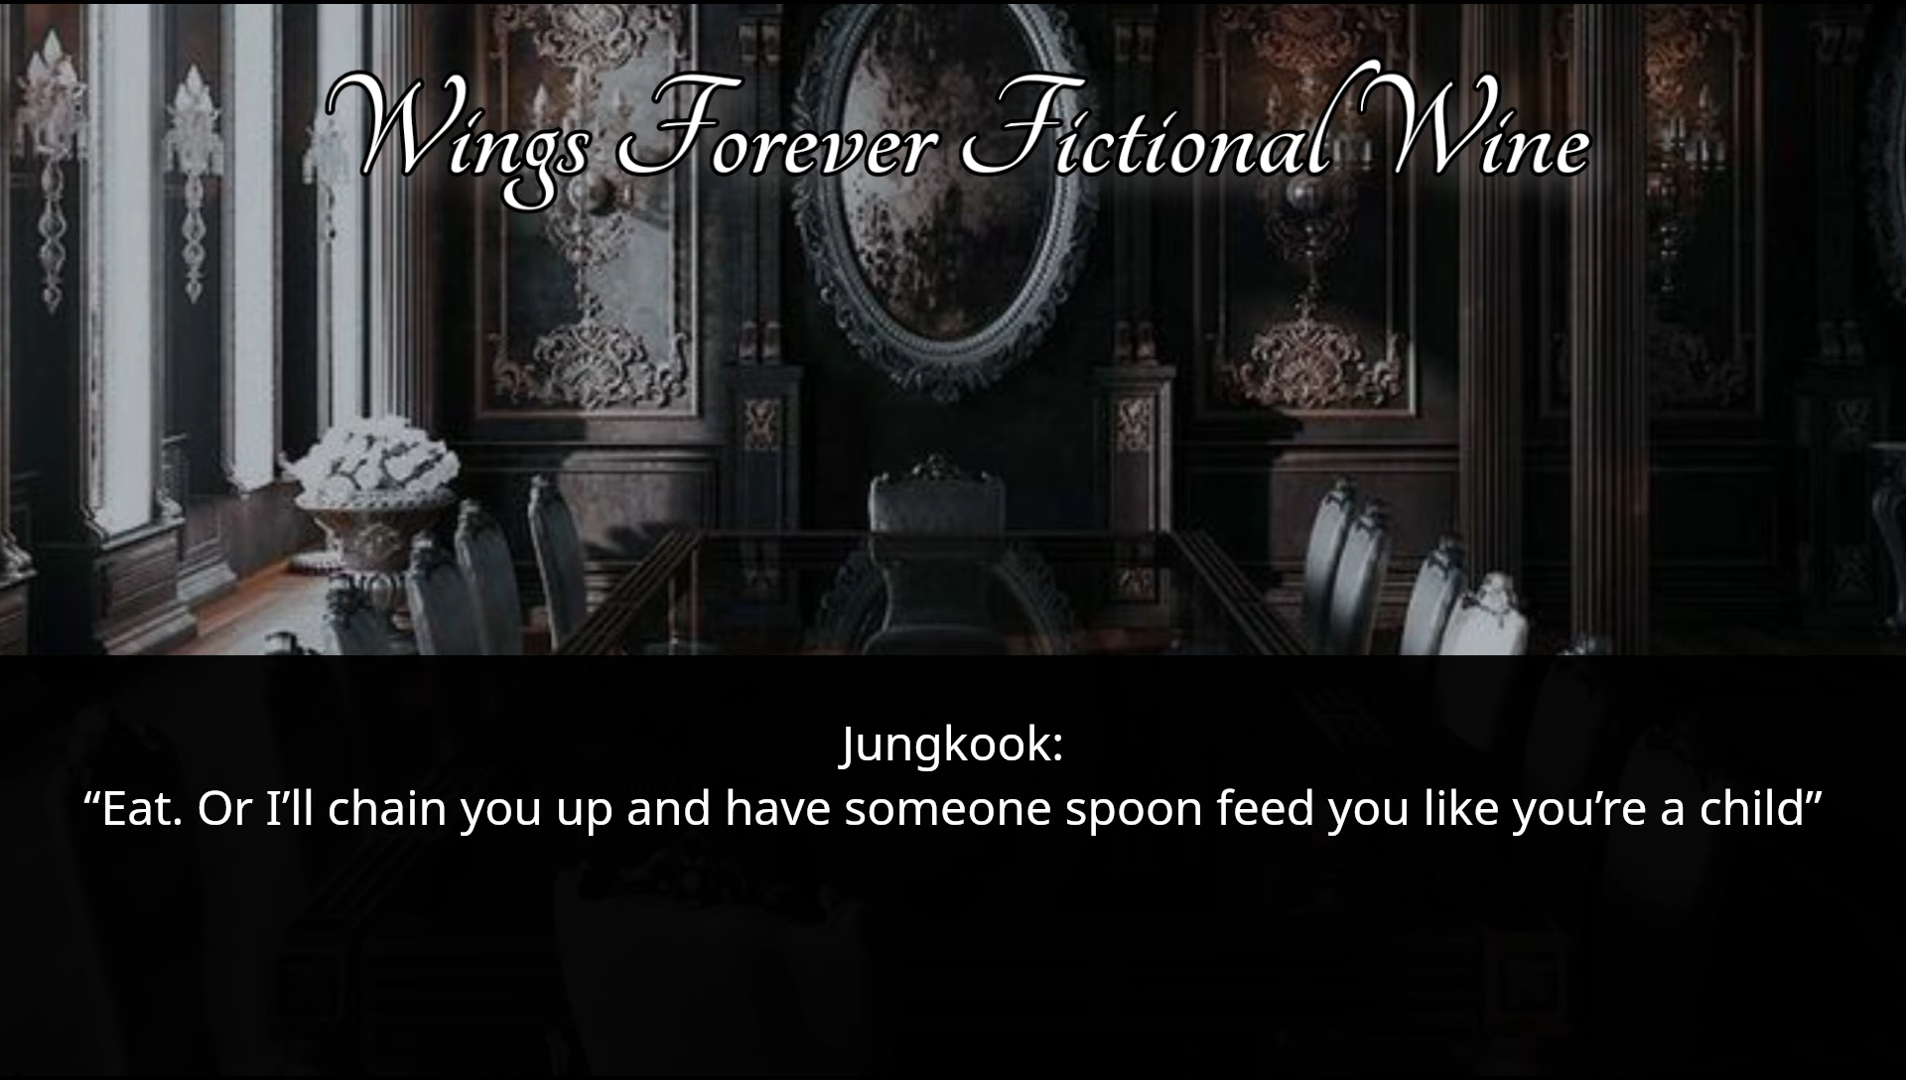 Wings Forever Fictional Wine
Jungkook:
“Eat. Or I’ll chain you up and have someone spoon feed you like you’re a child”